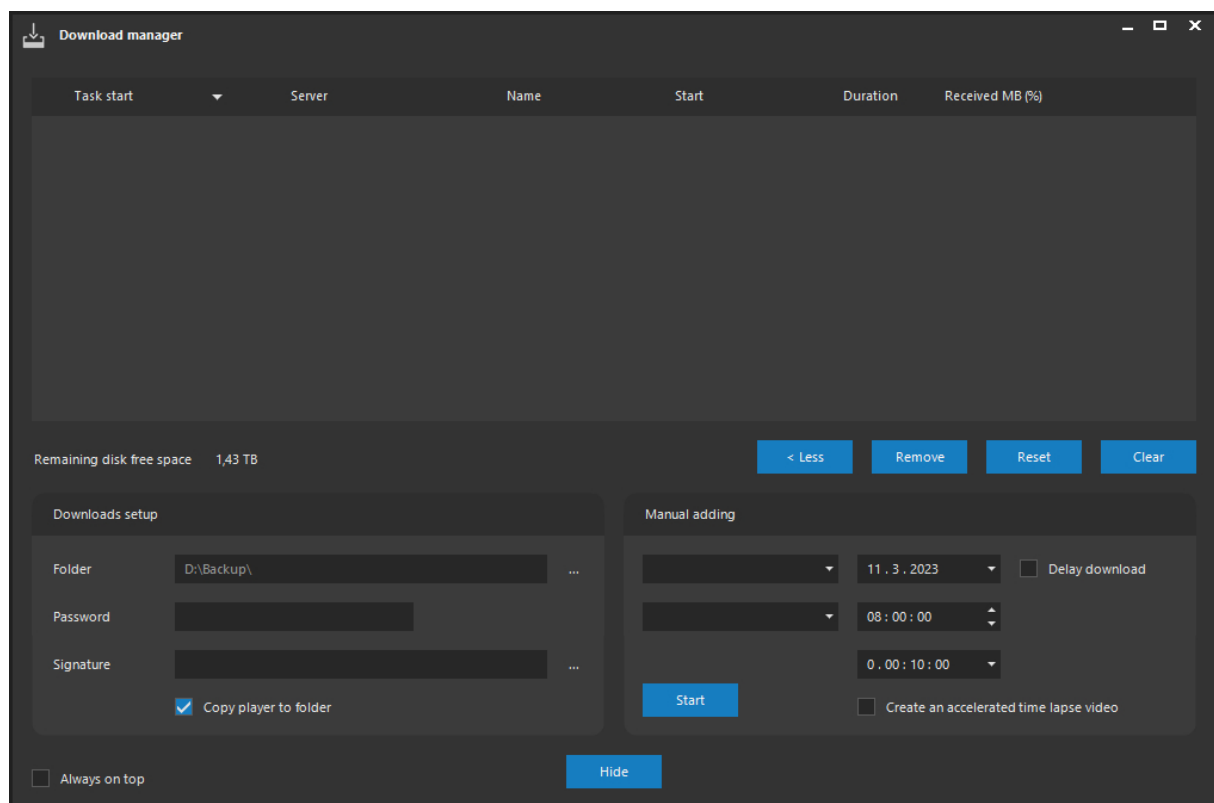 Download manager
Task start Server Name Start Duration Received MB (%)
Remaining disk free space 1,43 TB
< Less Remove Reset Clear
Downloads setup
Folder D:\Backup\ ...
Password
Signature ...
Copy player to folder
Manual adding
11 . 3 . 2023 Delay download
08 : 00 : 00
0 . 00 : 10 : 00
Start Create an accelerated time lapse video
Always on top
Hide